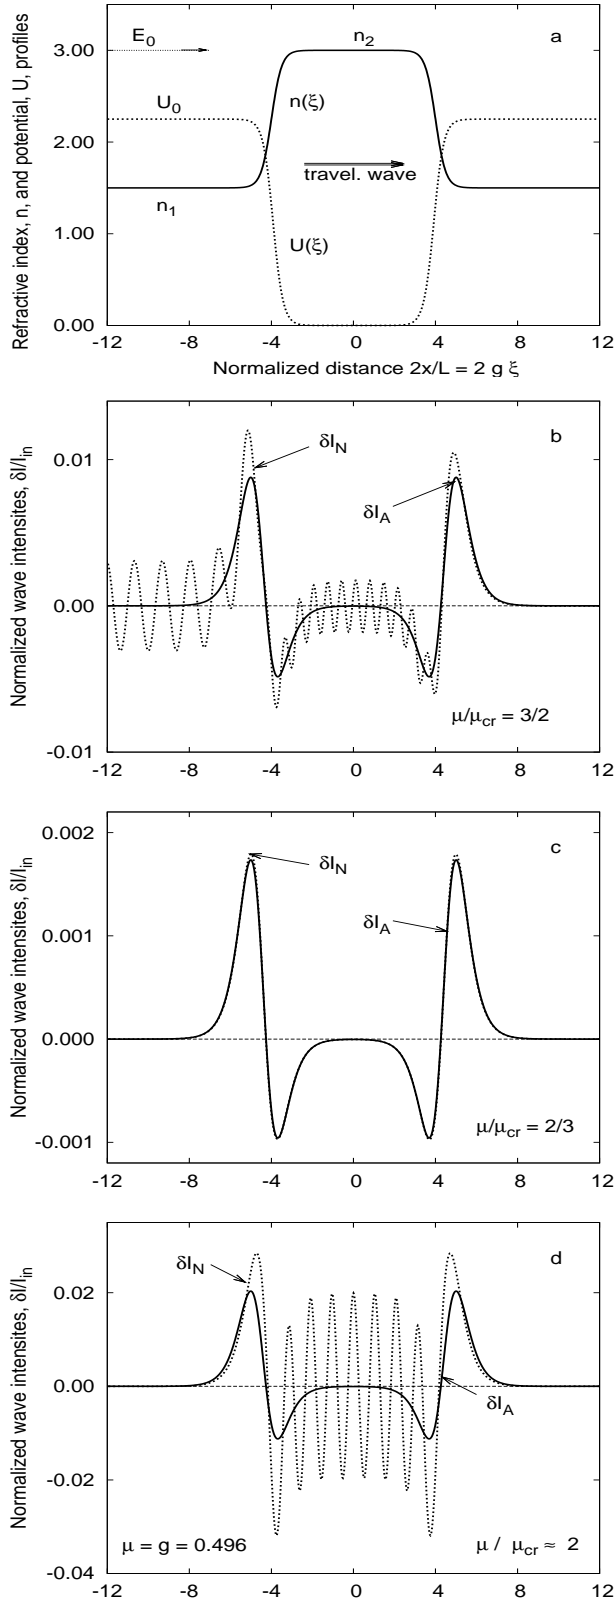 Refractive index, n, and potential, U, profiles
3.00
2.00
1.00
0.00
E0
n2
a
U0
n(ξ)
travel. wave
n1
U(ξ)
-12 -8 -4 0 4 8 12
Normalized distance 2x/L = 2 g ξ
Normalized wave intensites, δI/Iin
0.01
0.00
-0.01
δIN
b
δIA
μ/μcr = 3/2
-12 -8 -4 0 4 8 12
Normalized wave intensites, δI/Iin
0.002
0.001
0.000
-0.001
δIN
c
δIA
μ/μcr = 2/3
-12 -8 -4 0 4 8 12
Normalized wave intensites, δI/Iin
0.02
0.00
-0.02
-0.04
δIN
d
δIA
μ = g = 0.496
μ / μcr ≈ 2
-12 -8 -4 0 4 8 12